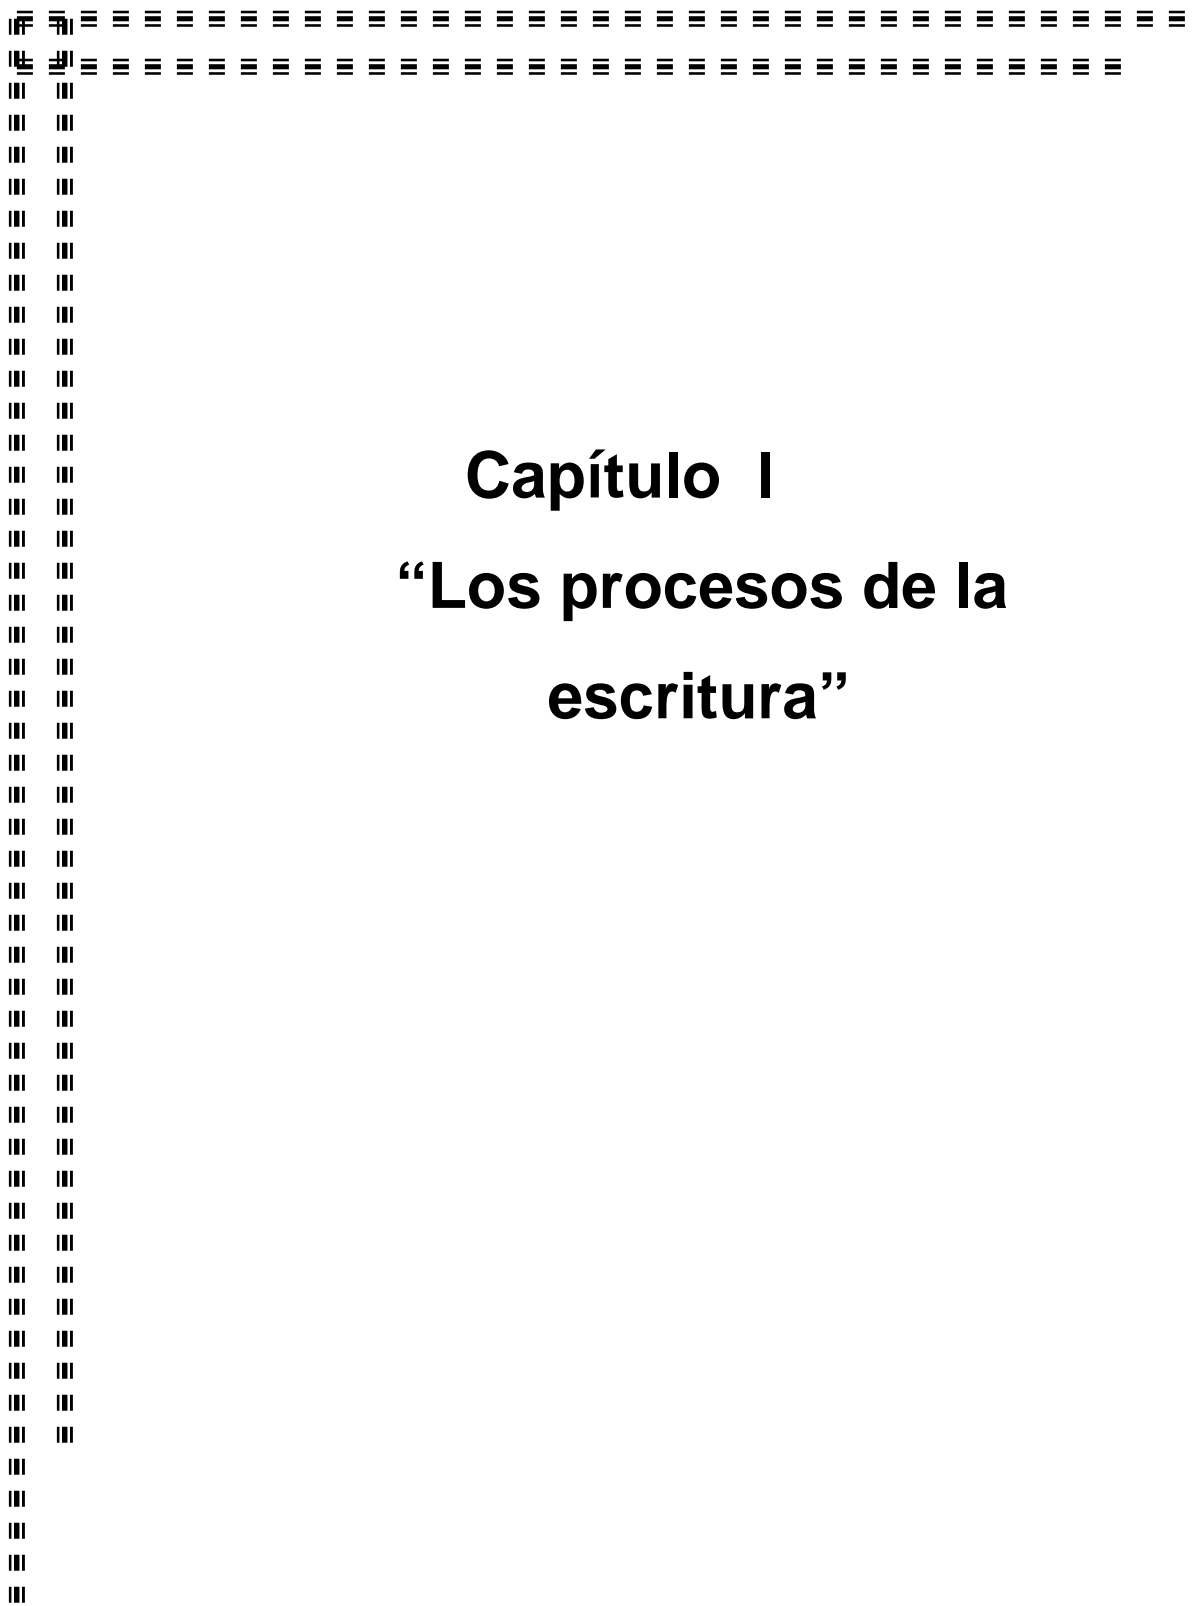 Capítulo I
“Los procesos de la
escritura”